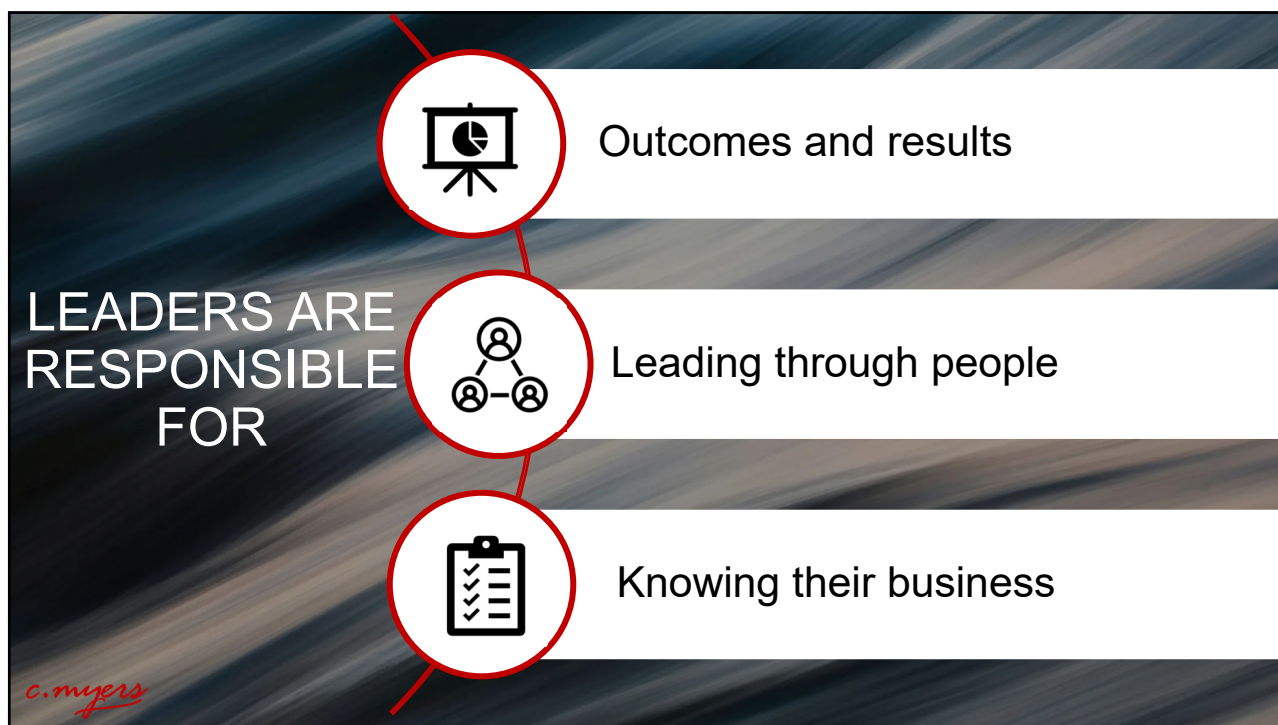 LEADERS ARE
RESPONSIBLE
FOR
Outcomes and results
Leading through people
Knowing their business
c.myers